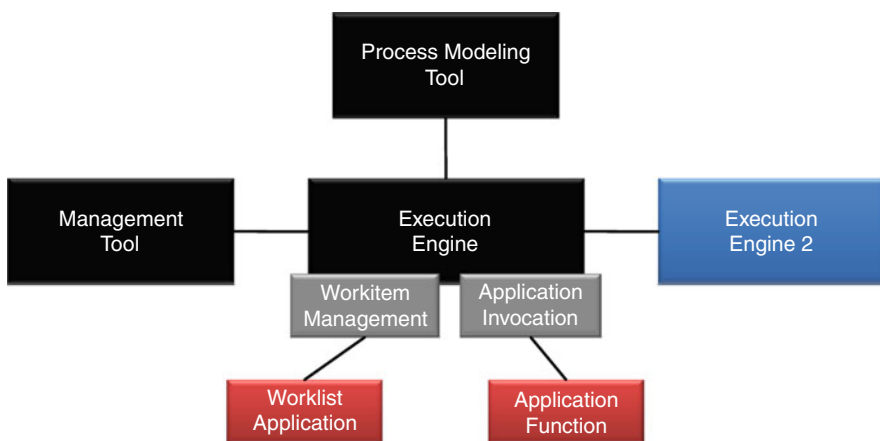 Process Modeling
Tool
Management
Tool
Execution
Engine
Execution
Engine 2
Workitem
Management
Application
Invocation
Worklist
Application
Application
Function